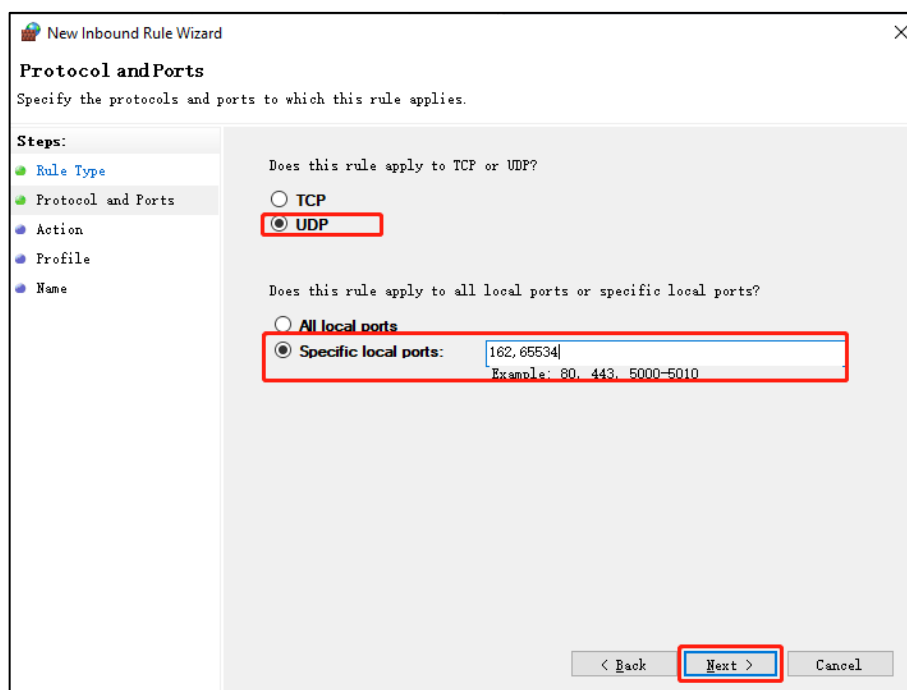 New Inbound Rule Wizard
Protocol and Ports
Specify the protocols and ports to which this rule applies.
Steps:
Rule Type
Protocol and Ports
Action
Profile
Name
Does this rule apply to TCP or UDP?
TCP
UDP
Does this rule apply to all local ports or specific local ports?
All local ports
Specific local ports: 162,65534
Example: 80, 443, 5000-5010
< Back Next > Cancel